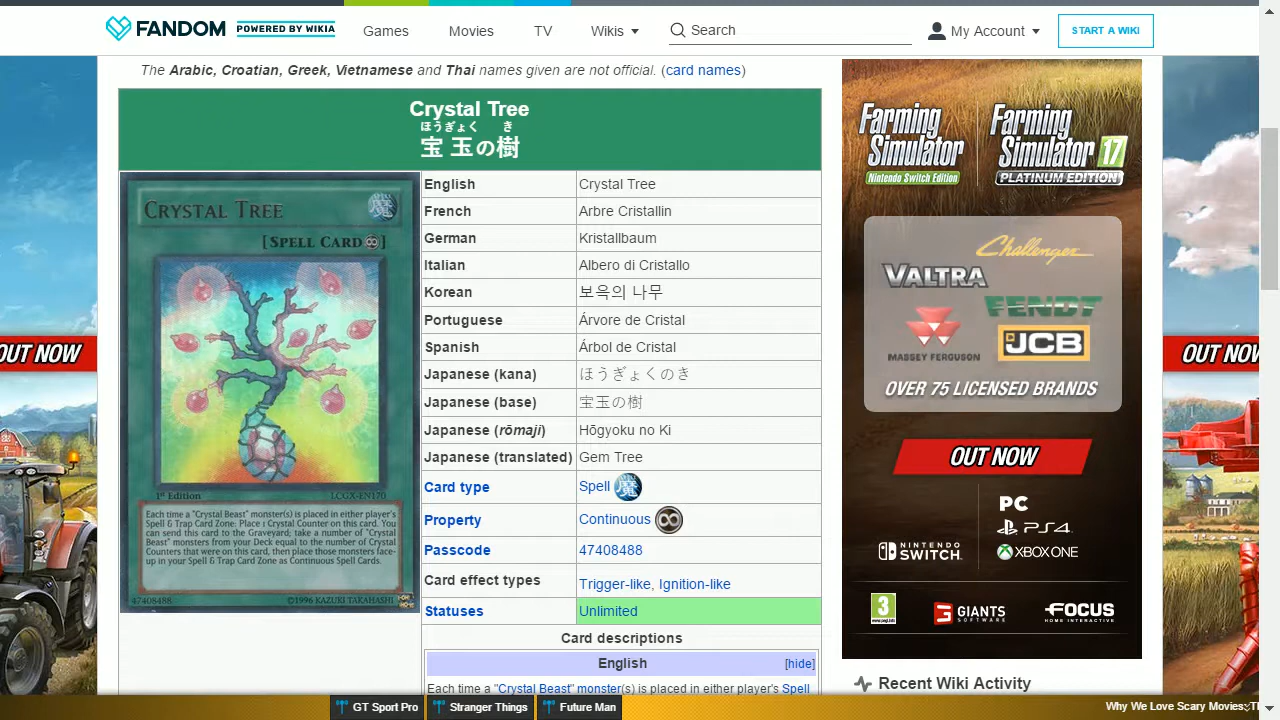 FANDOM POWERED BY WIKIA
Games
Movies
TV
Wikis
Search
My Account
START A WIKI
The Arabic, Croatian, Greek, Vietnamese and Thai names given are not official. (card names)
Crystal Tree
ほうぎょく き
宝玉の樹
CRYSTAL TREE 魔
[SPELL CARD]
1st Edition LCGX-EN170
Each time a "Crystal Beast" monster(s) is placed in either player's
Spell & Trap Card Zone: Place 1 Crystal Counter on this card. You
can send this card to the Graveyard; take a number of "Crystal
Beast" monsters from your Deck equal to the number of Crystal
Counters that were on this card, then place those monsters face-
up in your Spell & Trap Card Zone as Continuous Spell Cards.
47408488 ©1996 KAZUKI TAKAHASHI
English Crystal Tree
French Arbre Cristallin
German Kristallbaum
Italian Albero di Cristallo
Korean 보옥의 나무
Portuguese Árvore de Cristal
Spanish Árbol de Cristal
Japanese (kana) ほうぎょくのき
Japanese (base) 宝玉の樹
Japanese (rōmaji) Hōgyoku no Ki
Japanese (translated) Gem Tree
Card type Spell 魔
Property Continuous
Passcode 47408488
Card effect types Trigger-like, Ignition-like
Statuses Unlimited
Card descriptions
English [hide]
Each time a "Crystal Beast" monster(s) is placed in either player's Spell
Farming Simulator Nintendo Switch Edition
Farming Simulator 17 PLATINUM EDITION
Challenger
VALTRA
FENDT
MASSEY FERGUSON
JCB
OVER 75 LICENSED BRANDS
OUT NOW
PC
PS4
NINTENDO SWITCH
XBOX ONE
3
GIANTS SOFTWARE
FOCUS HOME INTERACTIVE
OUT NOW
OUT NOW
Recent Wiki Activity
GT Sport Pro
Stranger Things
Future Man
Why We Love Scary Movies: Th